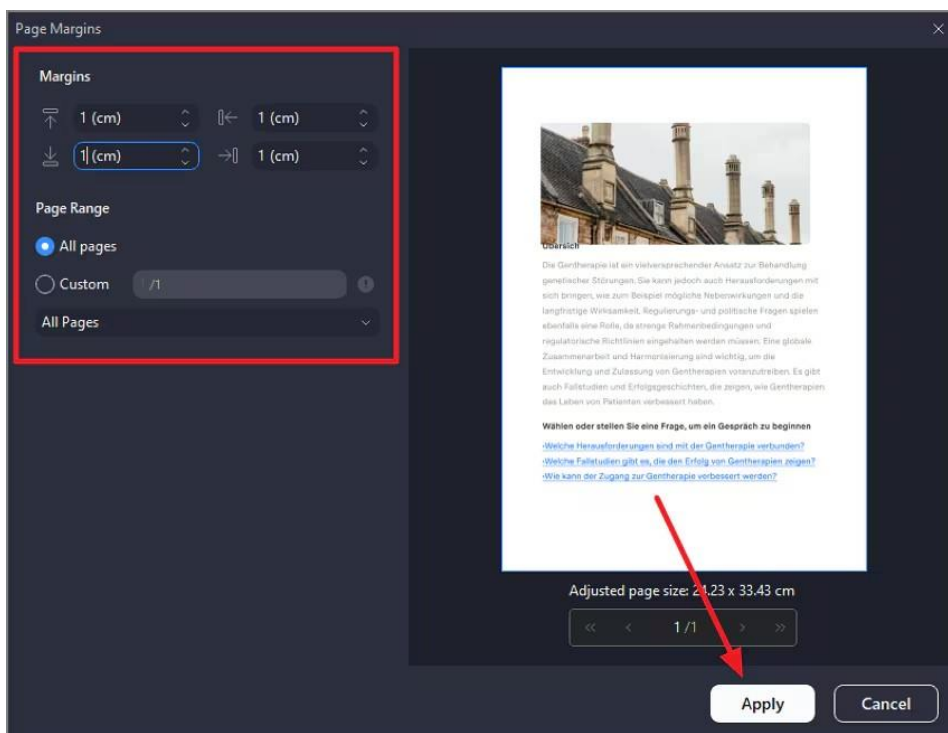 Page Margins
Margins
1 (cm) 1 (cm)
1 (cm) 1 (cm)
Page Range
All pages
Custom /1
All Pages
Übersich
Die Gentherapie ist ein vielversprechender Ansatz zur Behandlung
genetischer Störungen. Sie kann jedoch auch Herausforderungen mit
sich bringen, wie zum Beispiel mögliche Nebenwirkungen und die
langfristige Wirksamkeit. Regulierungs- und politische Fragen spielen
ebenfalls eine Rolle, da strenge Rahmenbedingungen und
regulatorische Richtlinien eingehalten werden müssen. Eine globale
Zusammenarbeit und Harmonisierung sind wichtig, um die
Entwicklung und Zulassung von Gentherapien voranzutreiben. Es gibt
auch Fallstudien und Erfolgsgeschichten, die zeigen, wie Gentherapien
das Leben von Patienten verbessert haben.
Wählen oder stellen Sie eine Frage, um ein Gespräch zu beginnen
·Welche Herausforderungen sind mit der Gentherapie verbunden?
·Welche Fallstudien gibt es, die den Erfolg von Gentherapien zeigen?
·Wie kann der Zugang zur Gentherapie verbessert werden?
Adjusted page size: 24.23 x 33.43 cm
1 /1
Apply Cancel